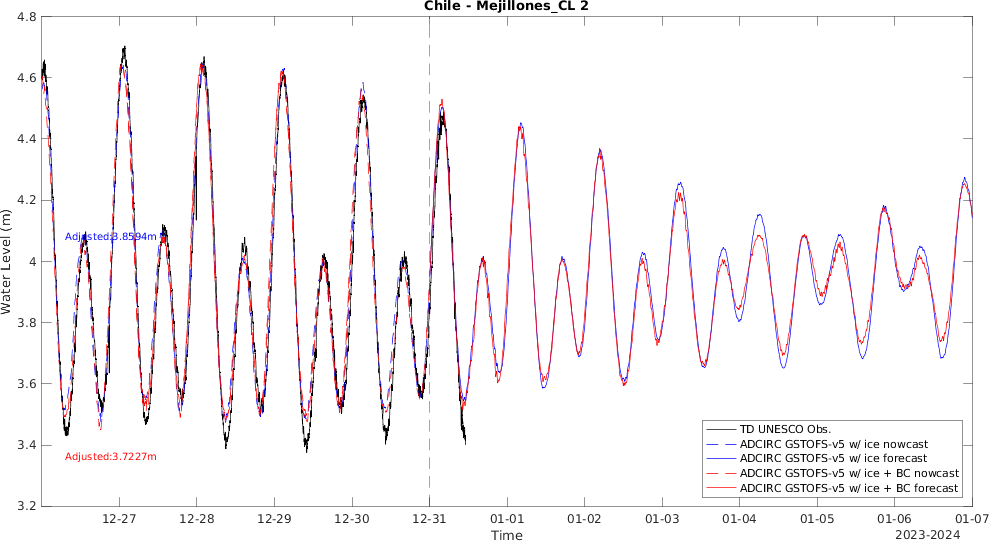 Chile - Mejillones_CL 2
4.8
4.6
4.4
4.2
4
3.8
3.6
3.4
3.2
Water Level (m)
Adjusted:3.8594m
Adjusted:3.7227m
TD UNESCO Obs.
ADCIRC GSTOFS-v5 w/ ice nowcast
ADCIRC GSTOFS-v5 w/ ice forecast
ADCIRC GSTOFS-v5 w/ ice + BC nowcast
ADCIRC GSTOFS-v5 w/ ice + BC forecast
12-27 12-28 12-29 12-30 12-31 01-01 01-02 01-03 01-04 01-05 01-06 01-07
Time
2023-2024